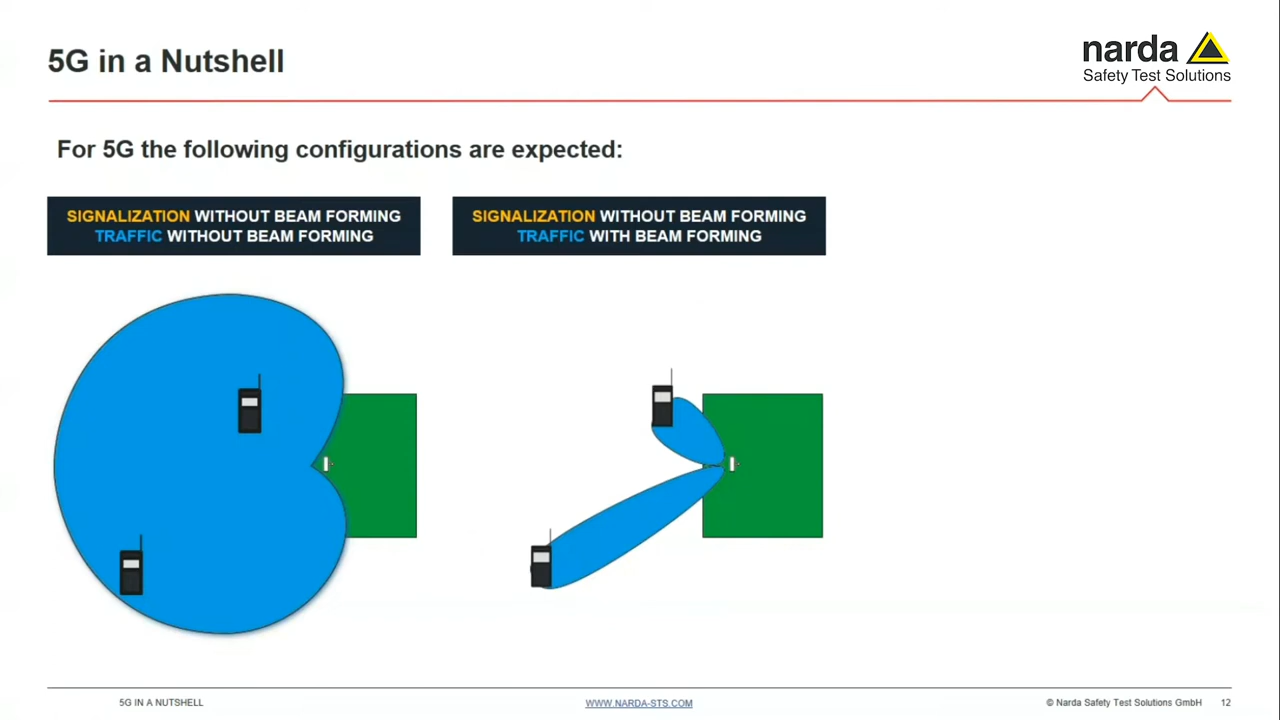 5G in a Nutshell
narda
Safety Test Solutions
For 5G the following configurations are expected:
SIGNALIZATION WITHOUT BEAM FORMING
TRAFFIC WITHOUT BEAM FORMING
SIGNALIZATION WITHOUT BEAM FORMING
TRAFFIC WITH BEAM FORMING
5G IN A NUTSHELL
WWW.NARDA-STS.COM
© Narda Safety Test Solutions GmbH 12